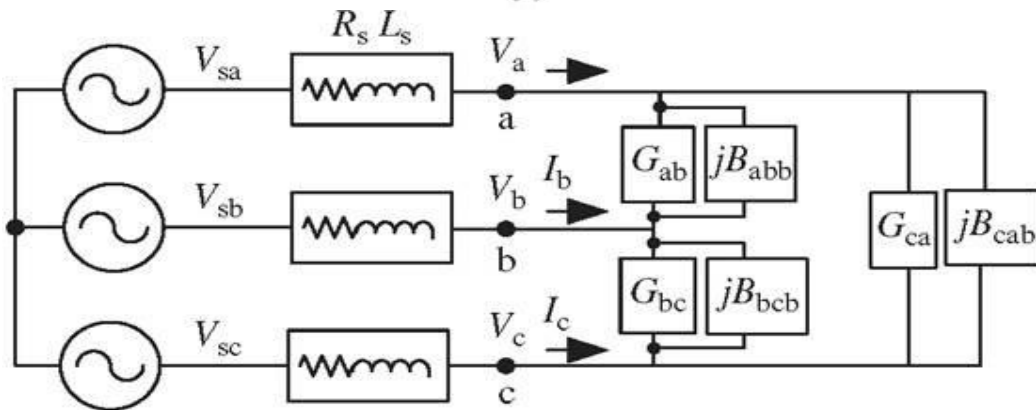 R_s L_s
V_sa
V_a
a
G_ab
jB_abb
V_sb
V_b
I_b
b
G_ca
jB_cab
G_bc
jB_bcb
V_sc
V_c
I_c
c